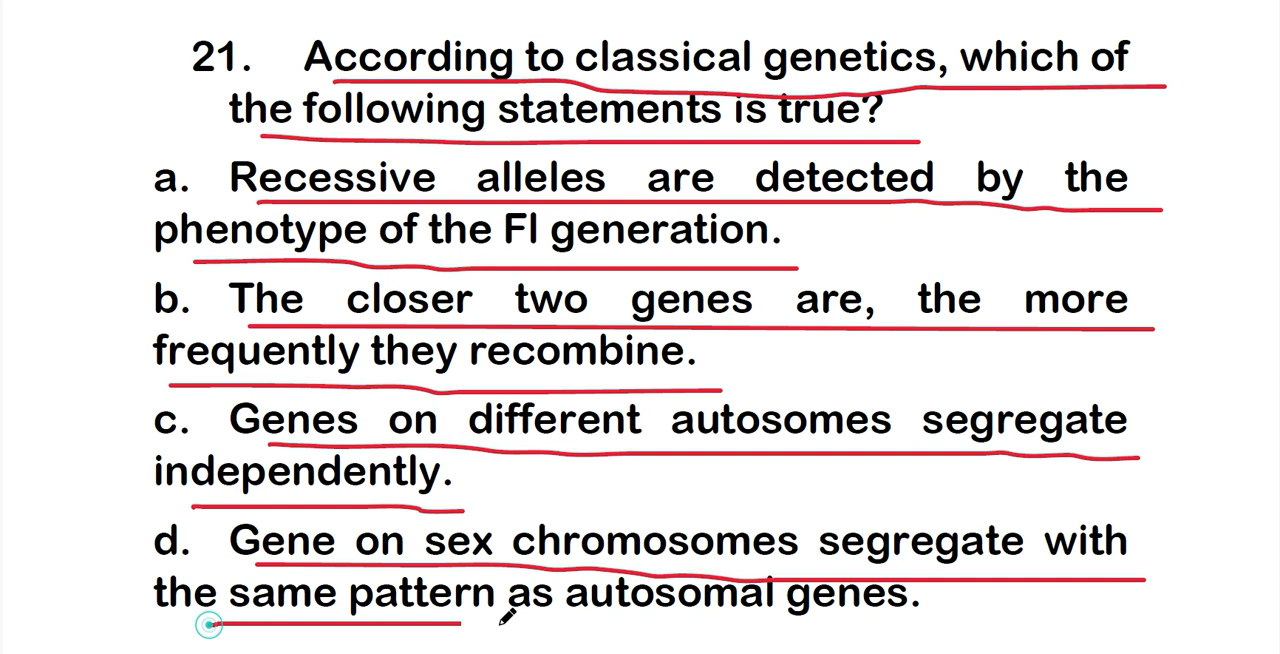 21. According to classical genetics, which of
the following statements is true?
a. Recessive alleles are detected by the
phenotype of the Fl generation.
b. The closer two genes are, the more
frequently they recombine.
c. Genes on different autosomes segregate
independently.
d. Gene on sex chromosomes segregate with
the same pattern as autosomal genes.